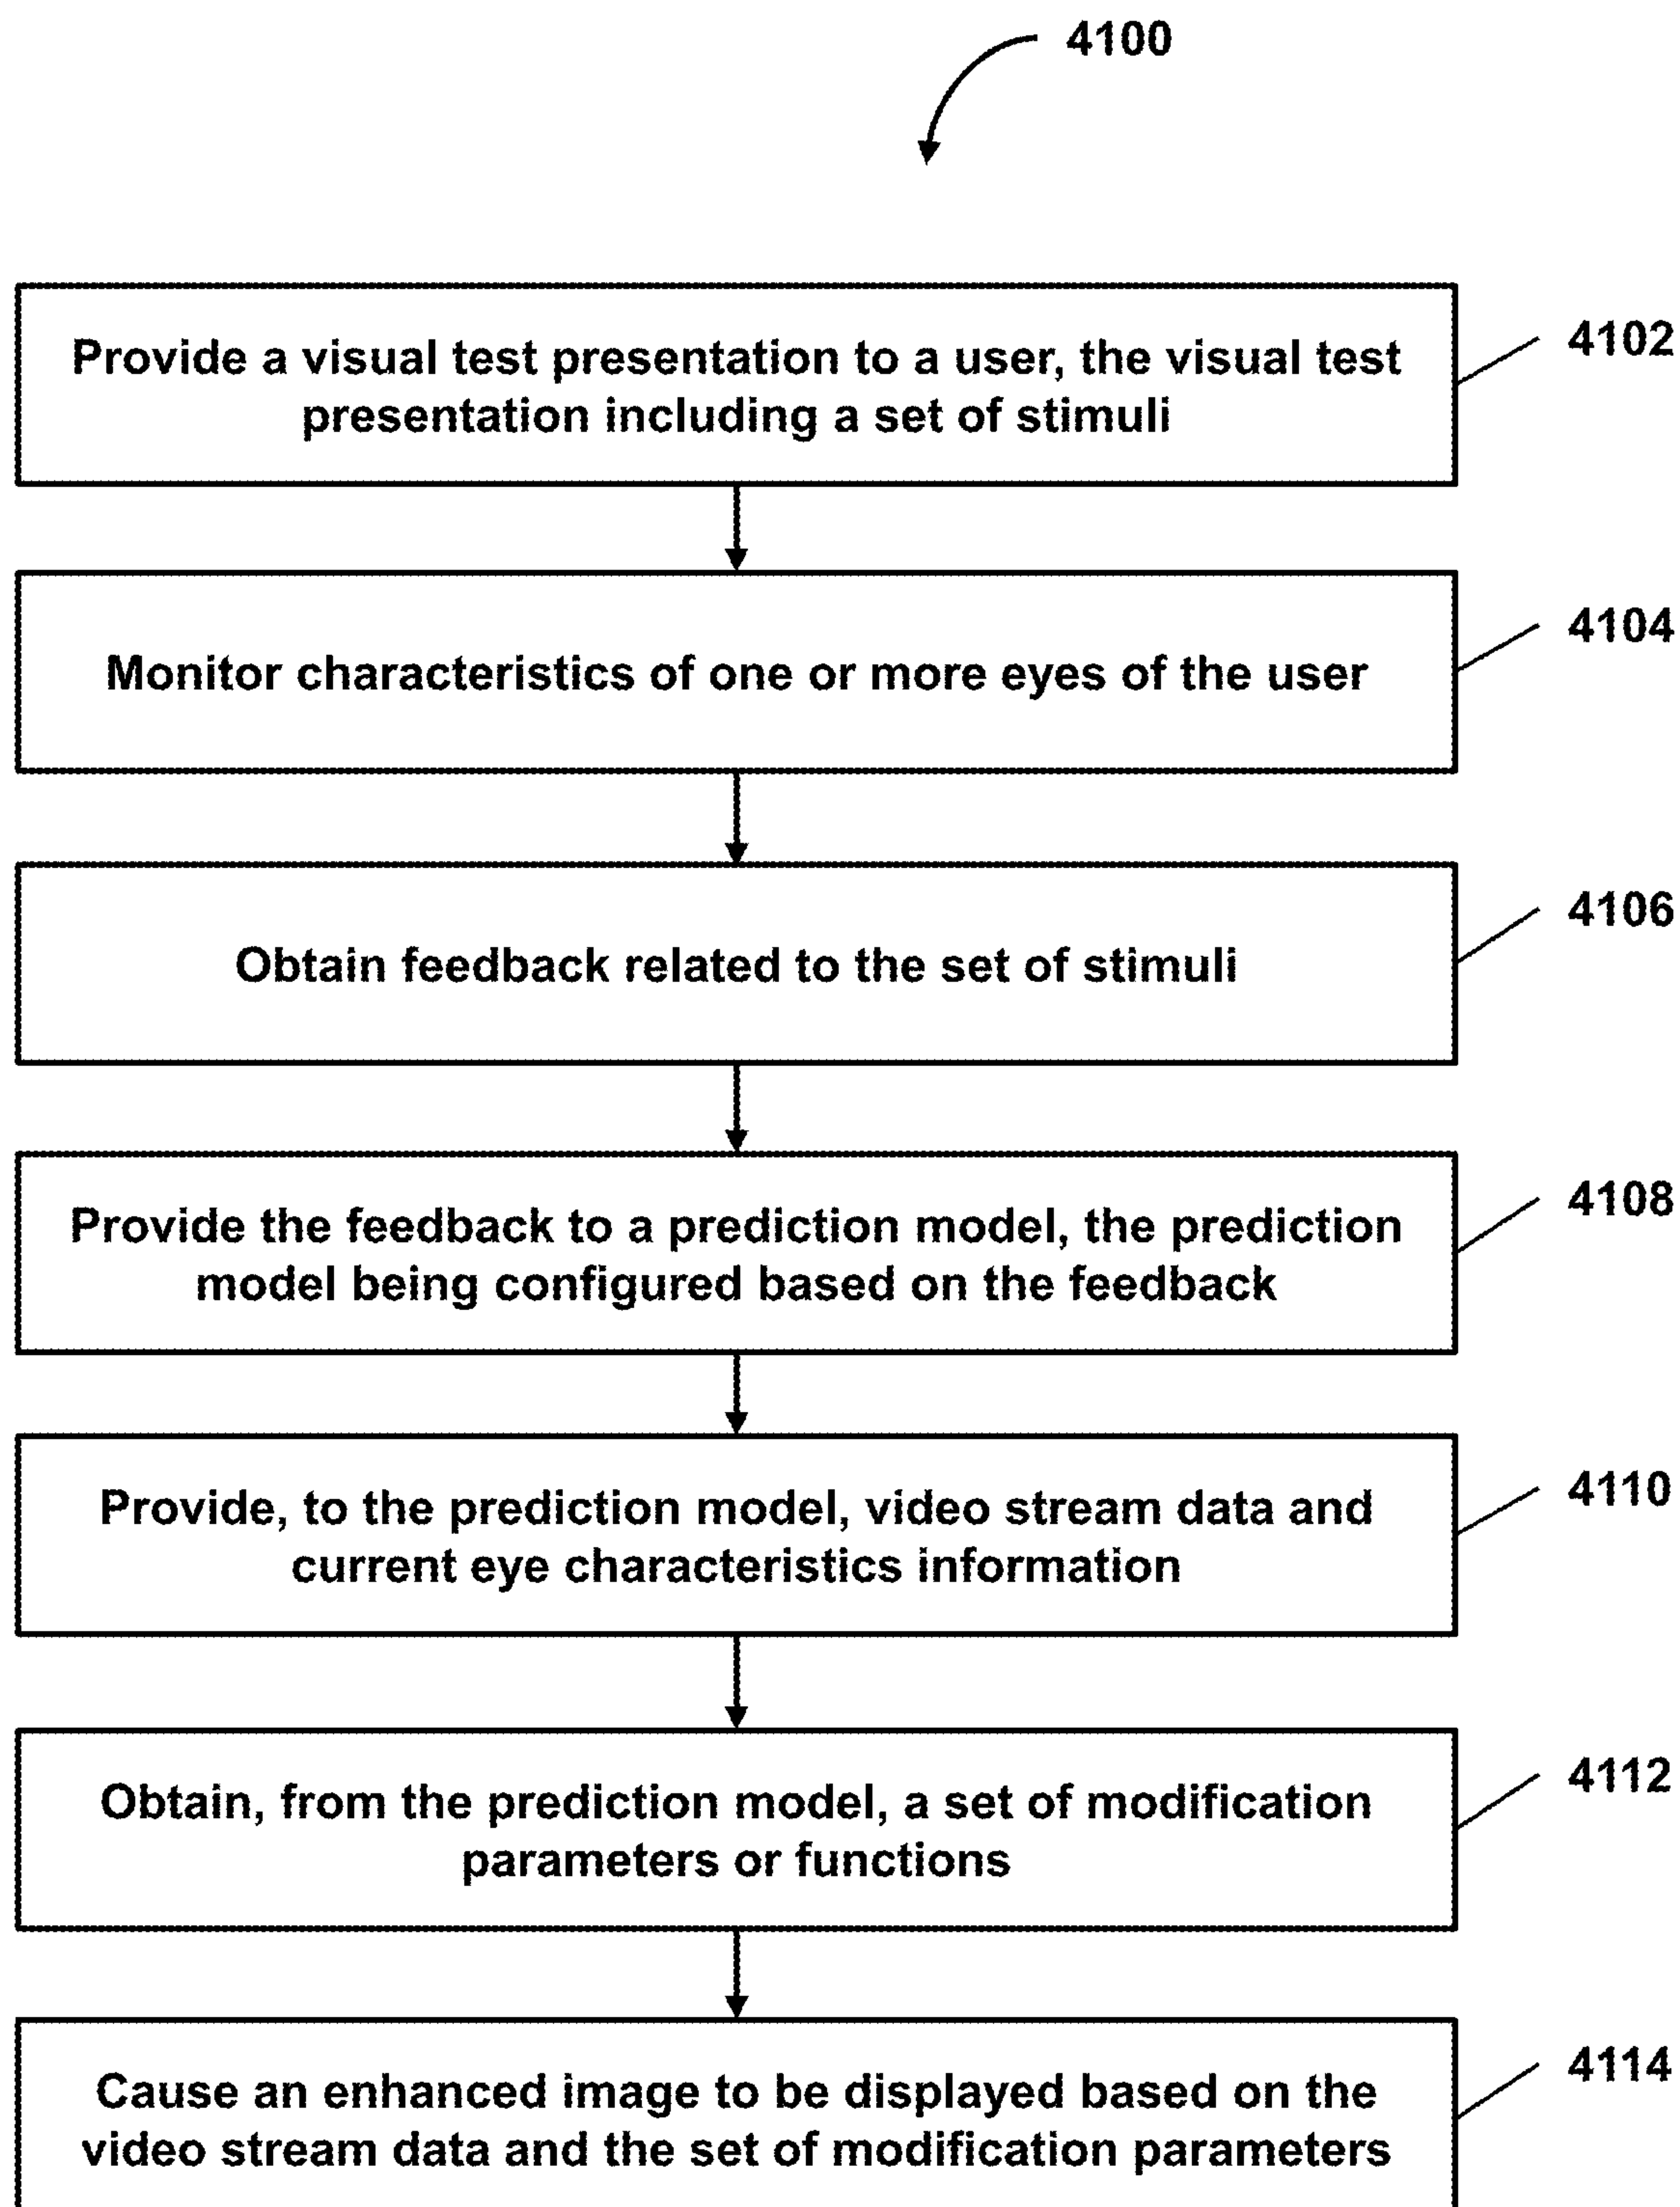 4100
Provide a visual test presentation to a user, the visual test
presentation including a set of stimuli
4102
Monitor characteristics of one or more eyes of the user
4104
Obtain feedback related to the set of stimuli
4106
Provide the feedback to a prediction model, the prediction
model being configured based on the feedback
4108
Provide, to the prediction model, video stream data and
current eye characteristics information
4110
Obtain, from the prediction model, a set of modification
parameters or functions
4112
Cause an enhanced image to be displayed based on the
video stream data and the set of modification parameters
4114